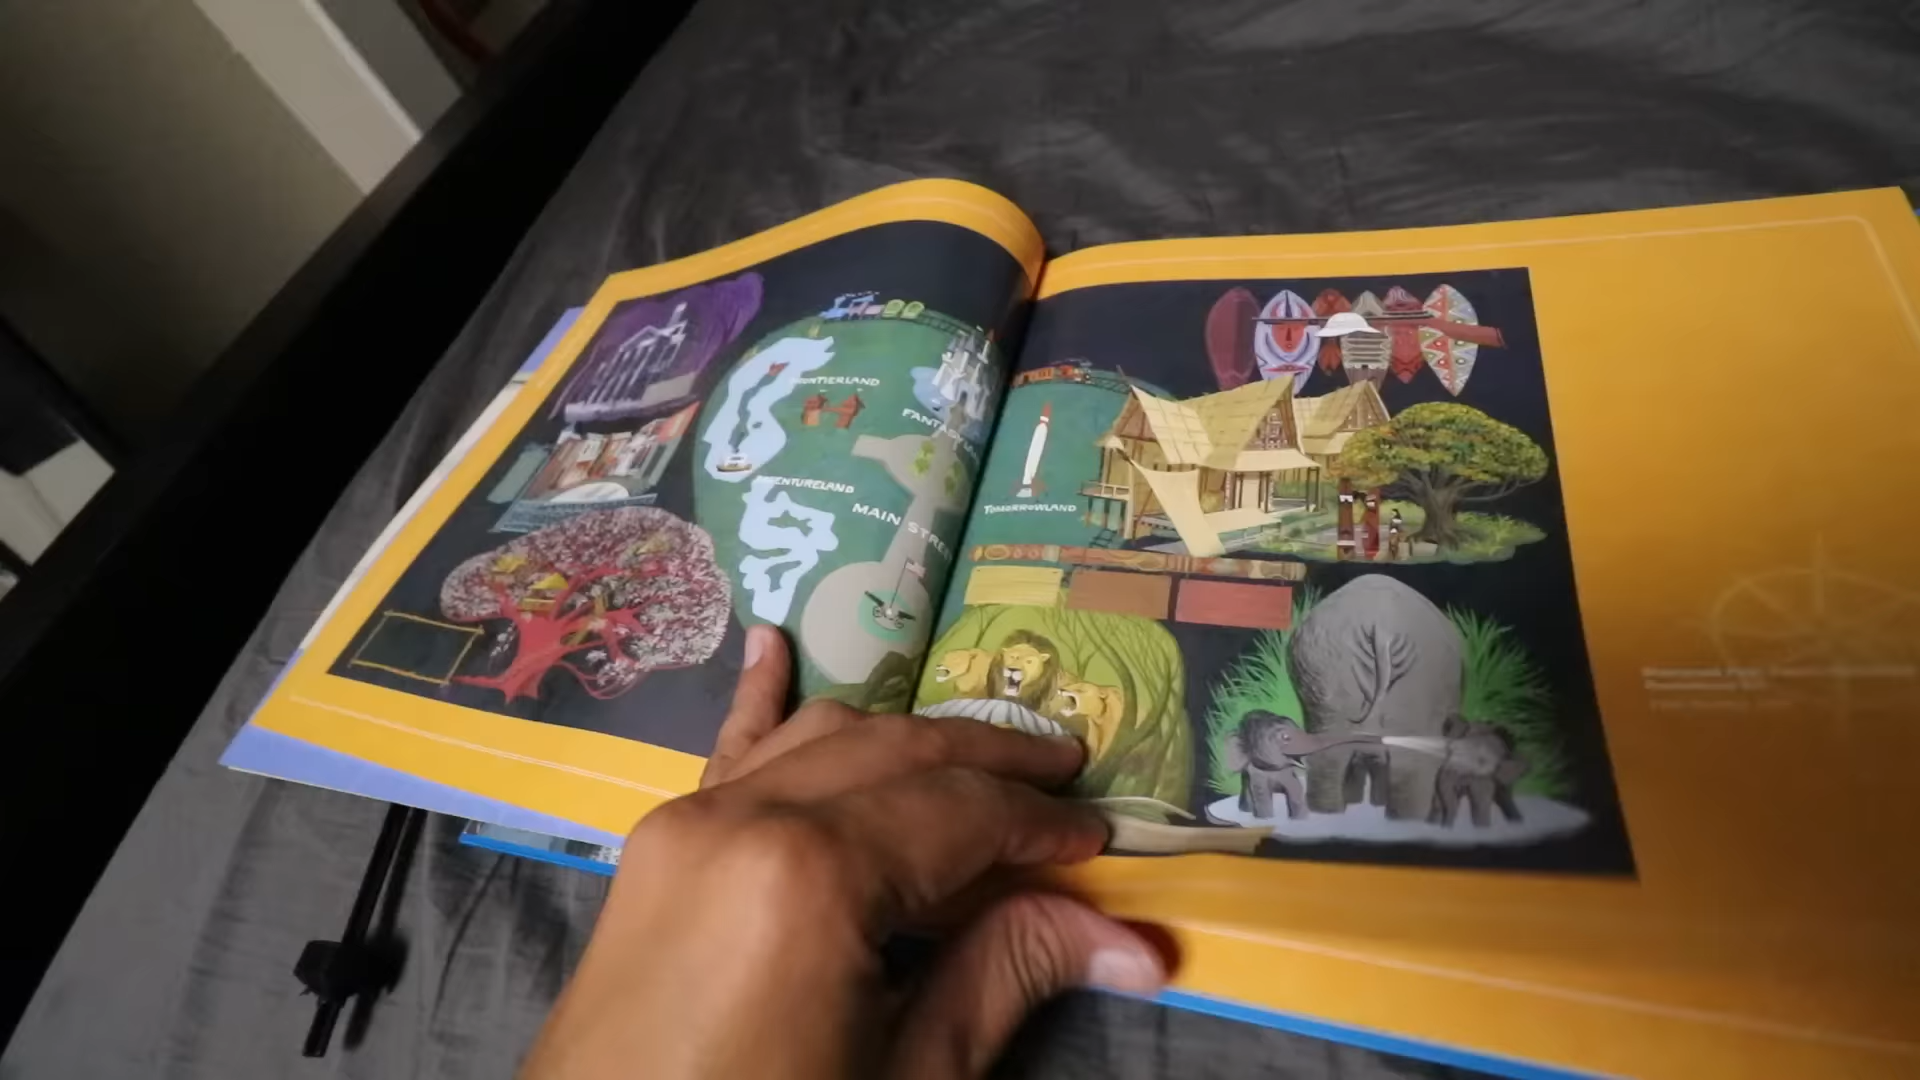 FRONTIERLAND
FANTASYLAND
ADVENTURELAND
MAIN STREET
TOMORROWLAND